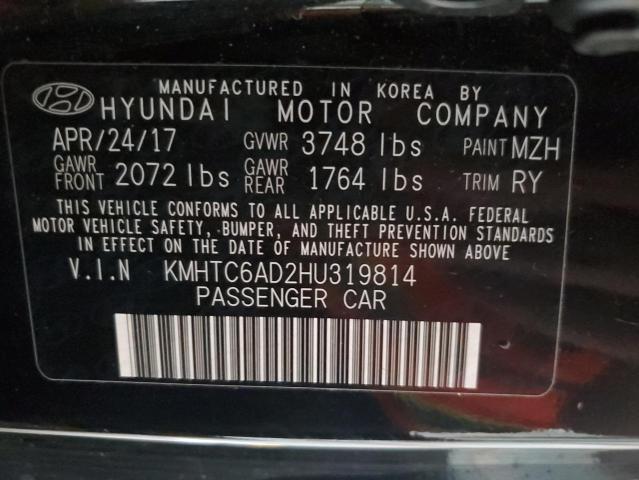 MANUFACTURED IN KOREA BY
HYUNDAI MOTOR COMPANY
APR/24/17 GVWR 3748 lbs PAINT MZH
GAWR FRONT 2072 lbs GAWR REAR 1764 lbs TRIM RY
THIS VEHICLE CONFORMS TO ALL APPLICABLE U.S.A. FEDERAL
MOTOR VEHICLE SAFETY, BUMPER, AND THEFT PREVENTION STANDARDS
IN EFFECT ON THE DATE OF MANUFACTURE SHOWN ABOVE
V.I.N KMHTC6AD2HU319814
PASSENGER CAR